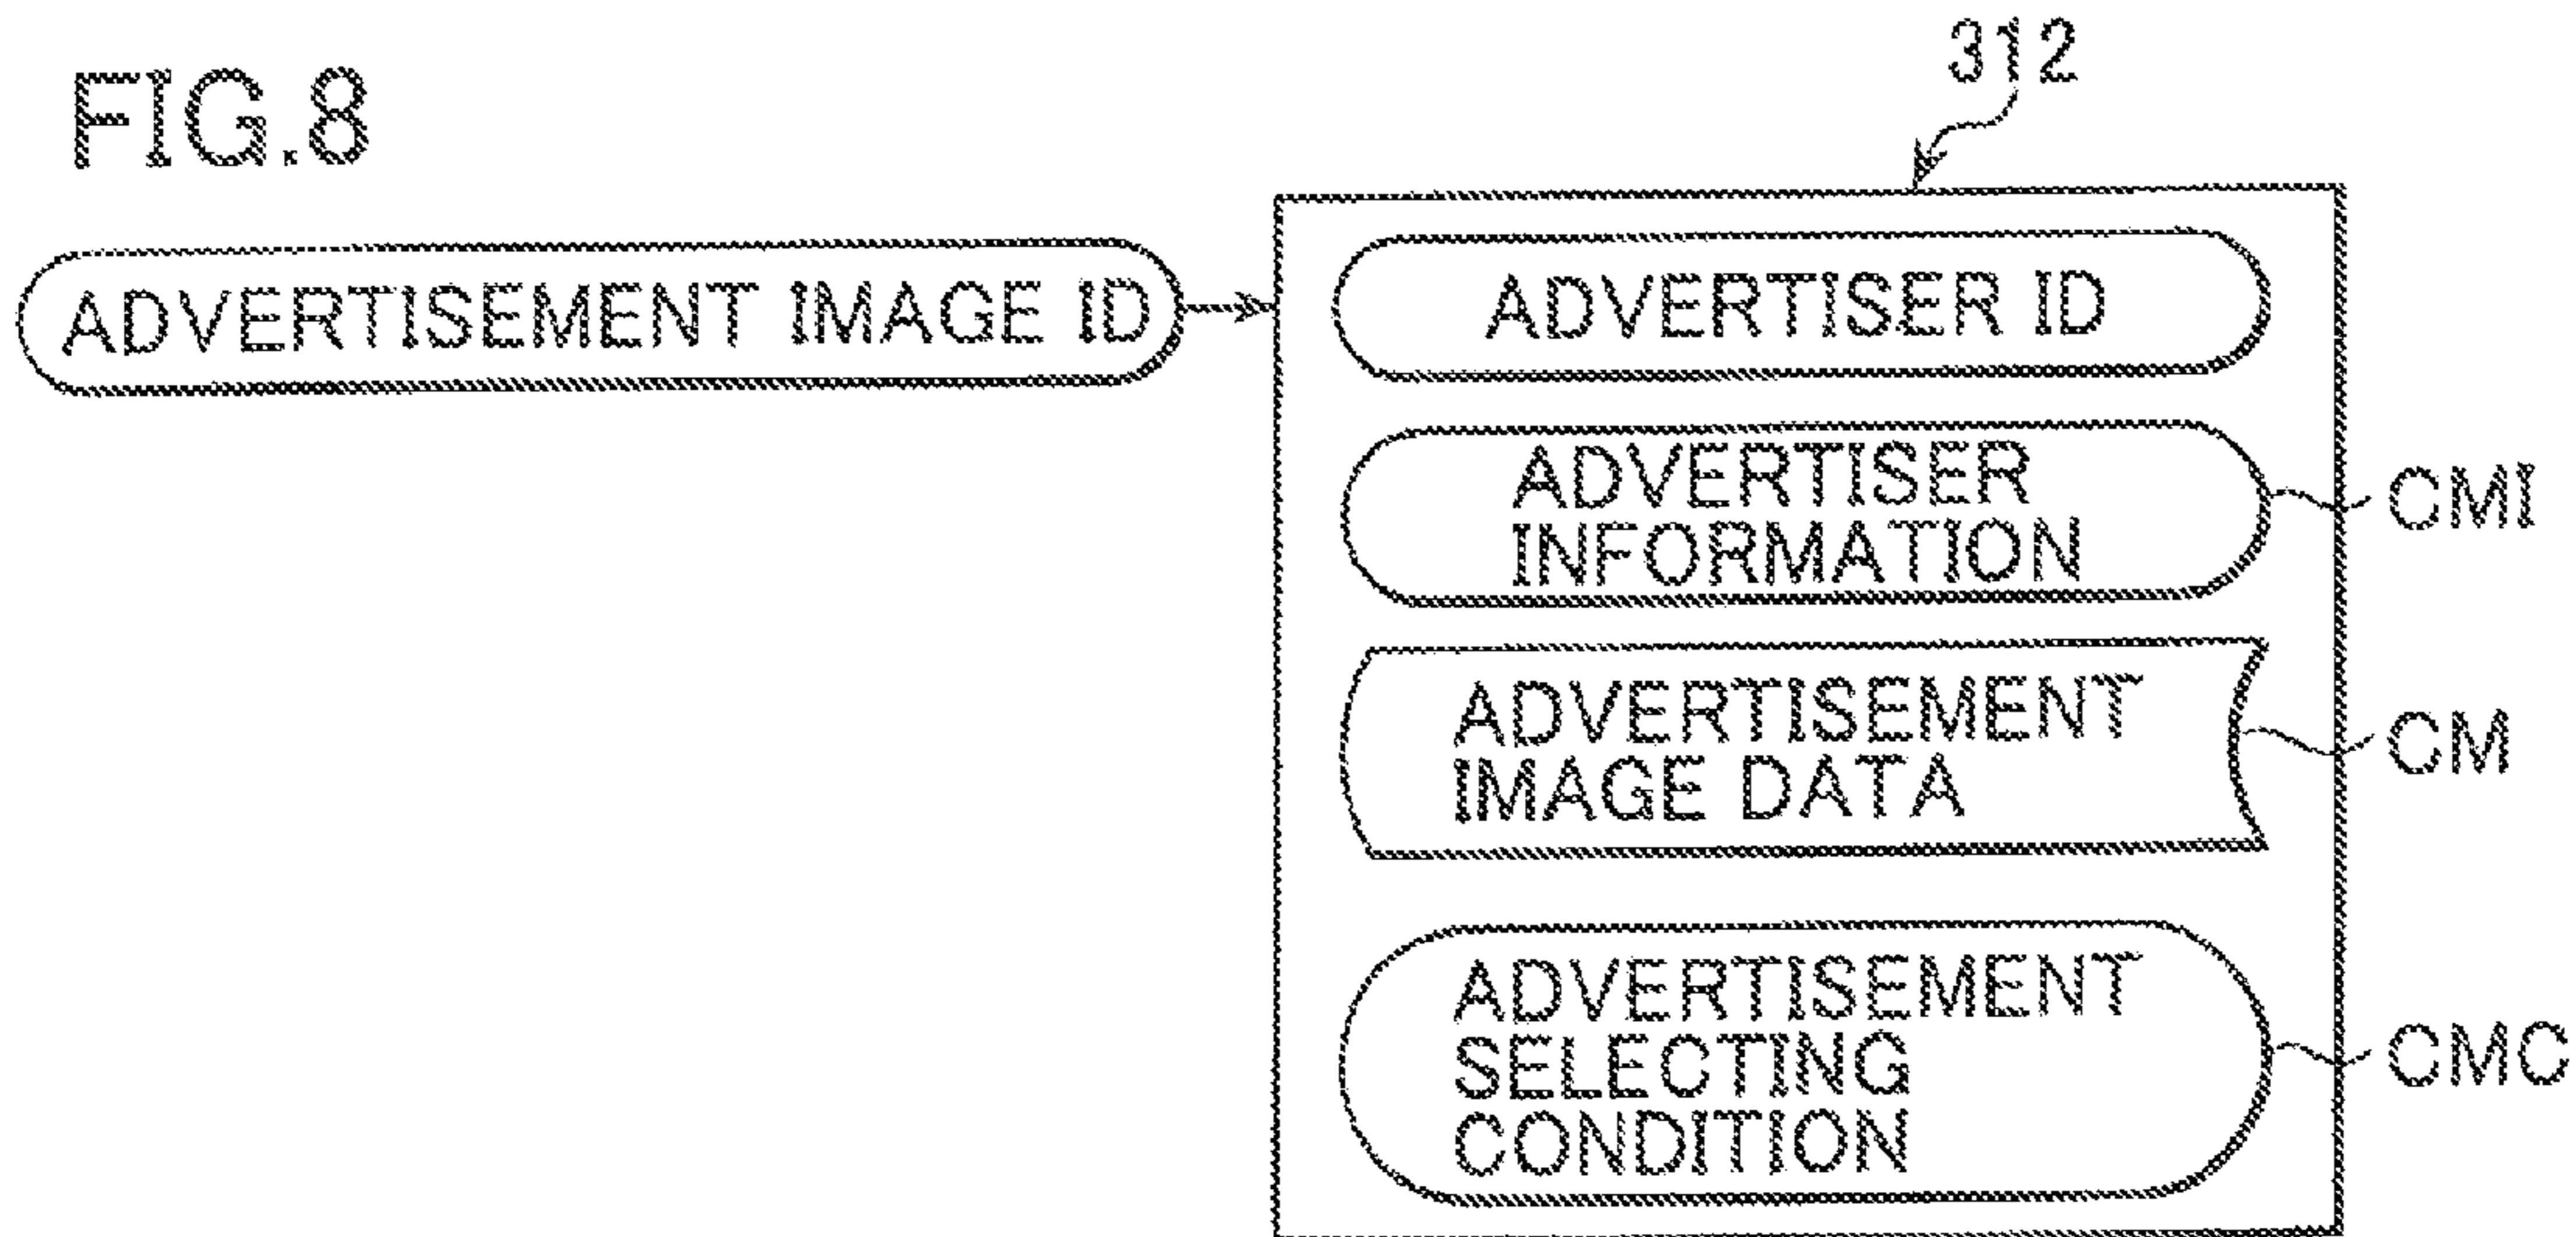 FIG.8
312
ADVERTISEMENT IMAGE ID
ADVERTISER ID
ADVERTISER
INFORMATION
CMI
ADVERTISEMENT
IMAGE DATA
CM
ADVERTISEMENT
SELECTING
CONDITION
CMC